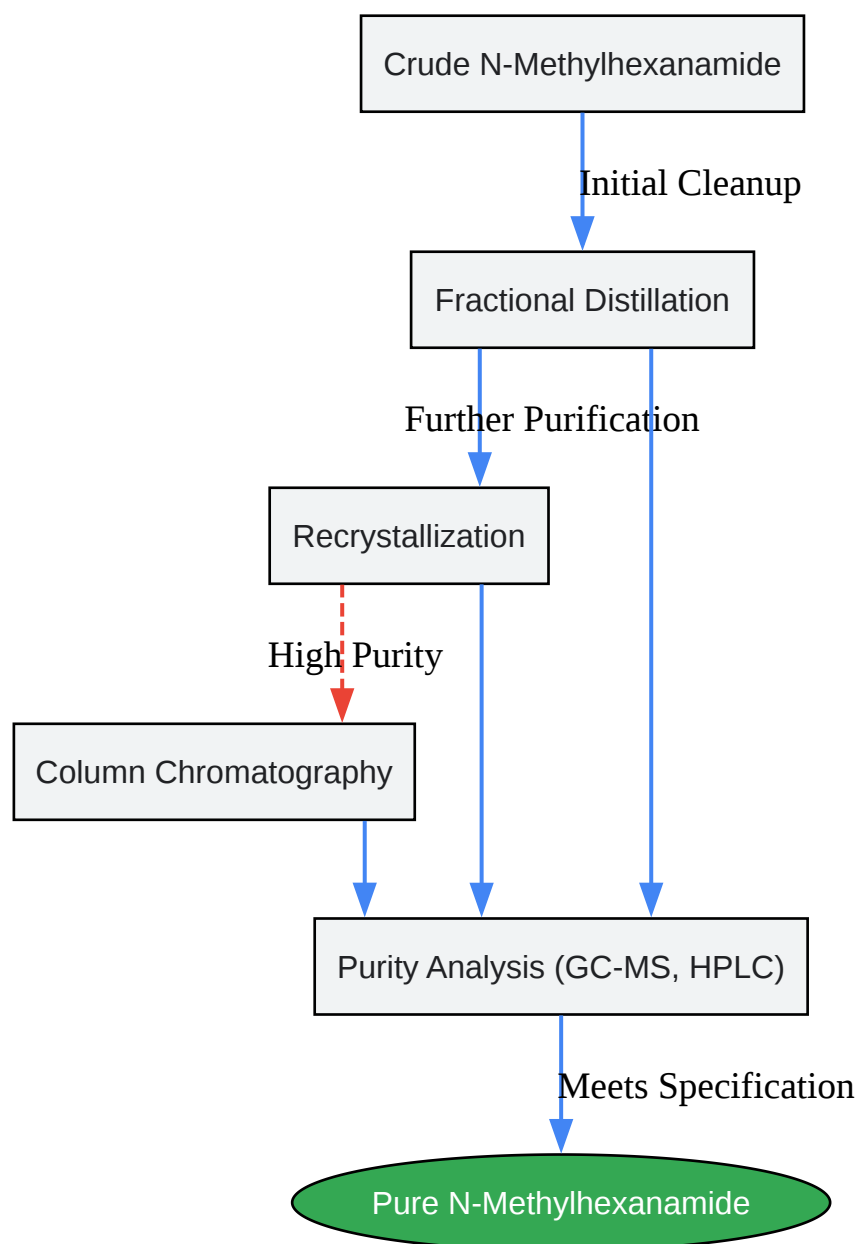 Crude N-Methylhexanamide
Initial Cleanup
Fractional Distillation
Further Purification
Recrystallization
High Purity
Column Chromatography
Purity Analysis (GC-MS, HPLC)
Meets Specification
Pure N-Methylhexanamide